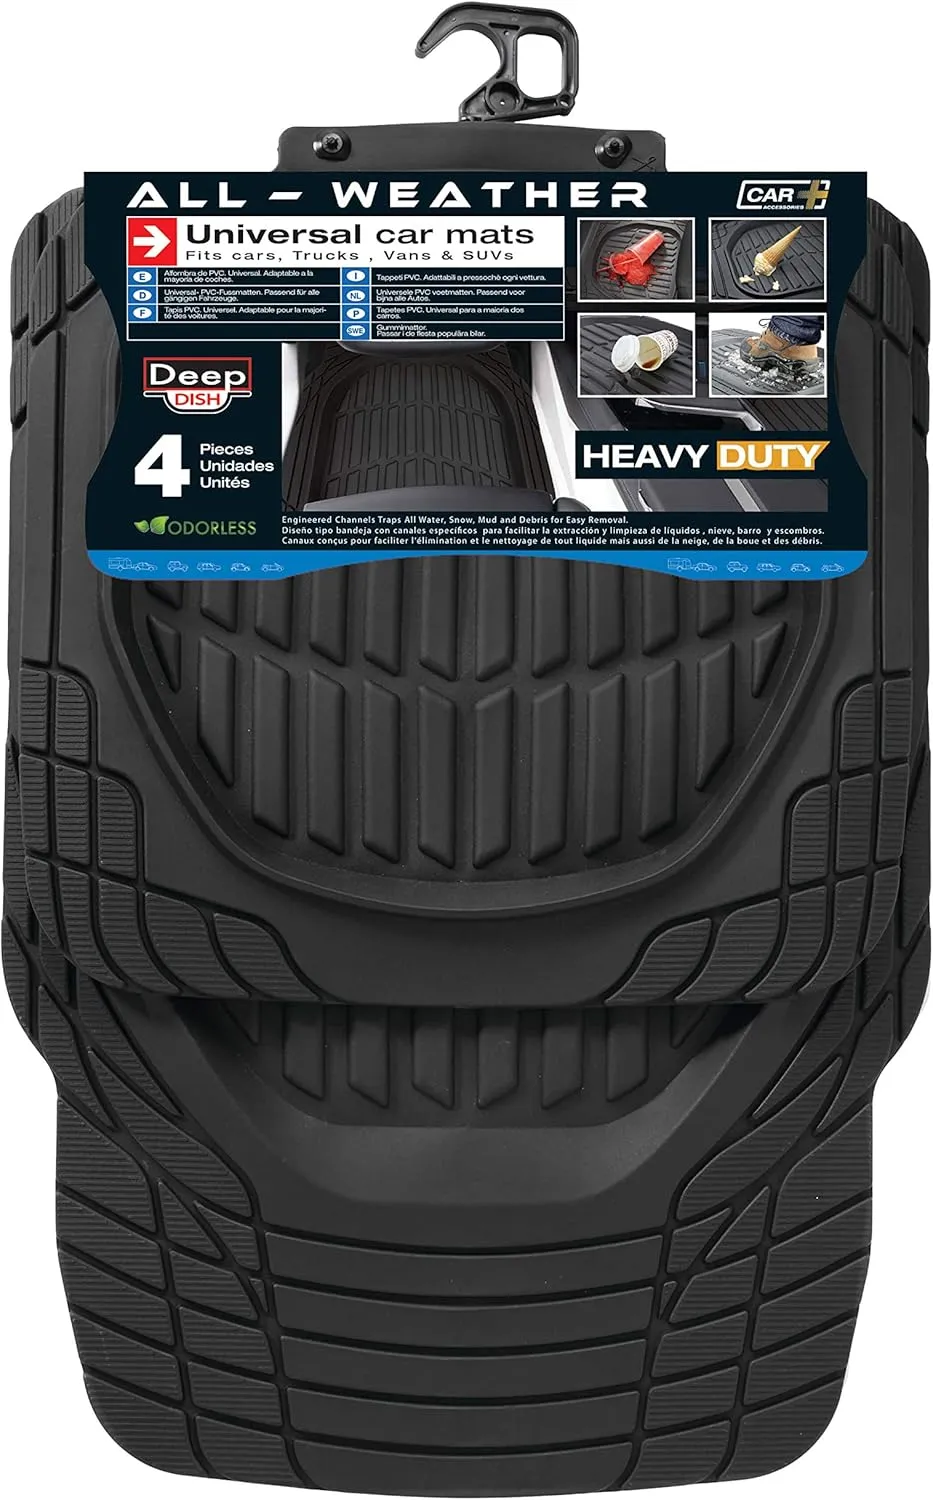 ALL - WEATHER
CAR+
ACCESSORIES
Universal car mats
Fits cars, Trucks , Vans & SUVs
E
Alfombra de PVC. Universal. Adaptable a la
mayoría de coches.
D
Universal- PVC-Fussmatten. Passend für alle
gängigen Fahrzeuge.
F
Tapis PVC. Universel. Adaptable pour la majori-
té des voitures.
I
Tappeti PVC. Adattabili a pressochè ogni vettura.
NL
Universele PVC voetmatten. Passend voor
bijna alle Autos.
P
Tapetes PVC. Universal para a maioria dos
carros.
SWE
Gummimattor.
Passar i de flesta populära bilar.
Deep
DISH
4
Pieces
Unidades
Unités
HEAVY DUTY
ODORLESS
Engineered Channels Traps All Water, Snow, Mud and Debris for Easy Removal.
Diseño tipo bandeja con canales específicos para facilitar la extracción y limpieza de líquidos , nieve, barro y escombros.
Canaux conçus pour faciliter l'élimination et le nettoyage de tout liquide mais aussi de la neige, de la boue et des débris.